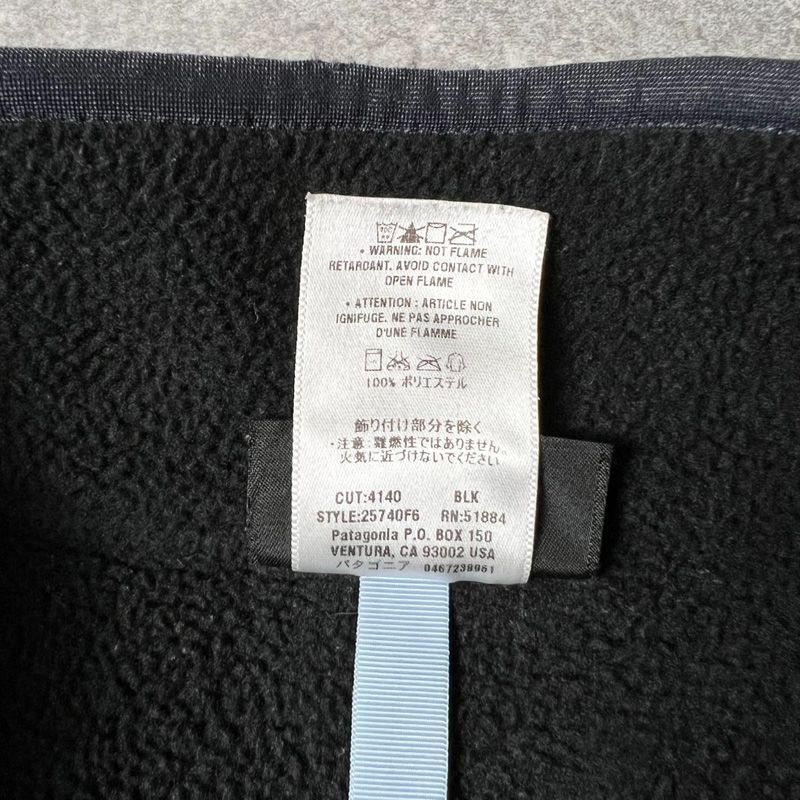 • WARNING: NOT FLAME
RETARDANT. AVOID CONTACT WITH
OPEN FLAME
• ATTENTION : ARTICLE NON
IGNIFUGE. NE PAS APPROCHER
D'UNE FLAMME
100% ポリエステル
飾り付け部分を除く
・注意：難燃性ではありません。
火気に近づけないでください
CUT:4140 BLK
STYLE:25740F6 RN:51884
Patagonia P.O. BOX 150
VENTURA, CA 93002 USA
パタゴニア